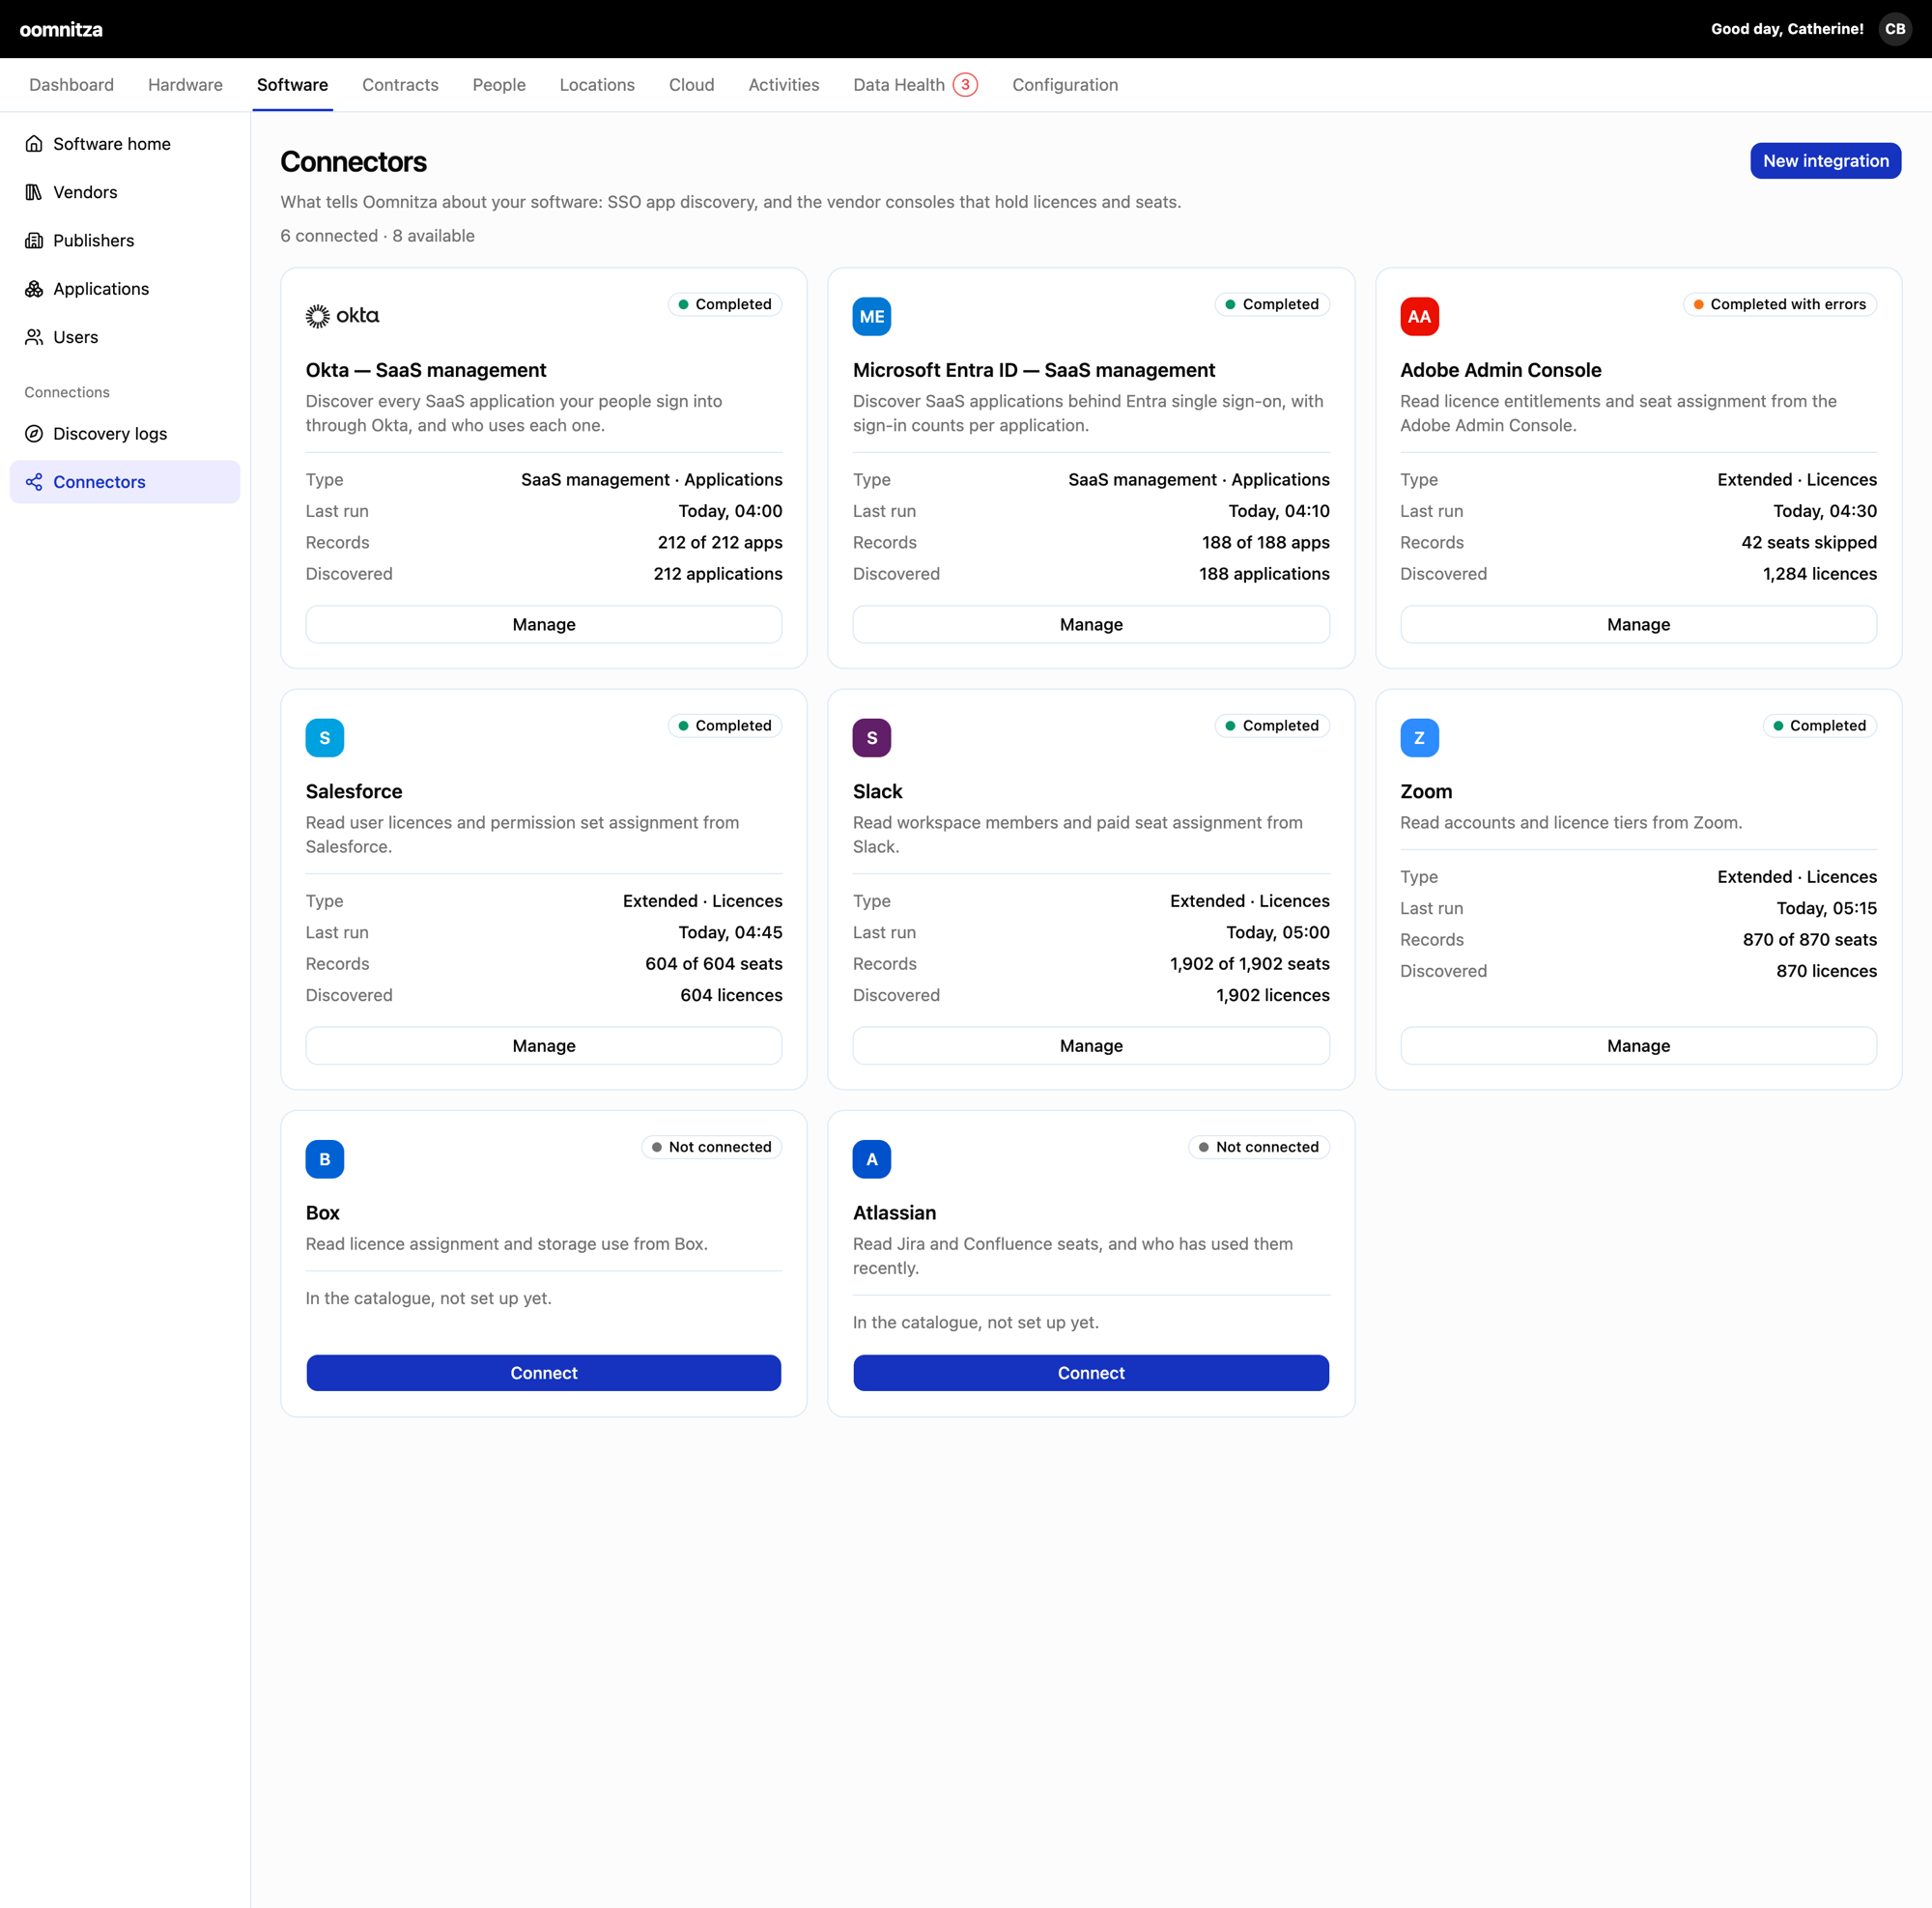 oomnitza
Good day, Catherine!
CB
Dashboard
Hardware
Software
Contracts
People
Locations
Cloud
Activities
Data Health 3
Configuration
Software home
Vendors
Publishers
Applications
Users
Connections
Discovery logs
Connectors
Connectors
New integration
What tells Oomnitza about your software: SSO app discovery, and the vendor consoles that hold licences and seats.
6 connected · 8 available
okta
Completed
Okta — SaaS management
Discover every SaaS application your people sign into
through Okta, and who uses each one.
Type SaaS management · Applications
Last run Today, 04:00
Records 212 of 212 apps
Discovered 212 applications
Manage
ME
Completed
Microsoft Entra ID — SaaS management
Discover SaaS applications behind Entra single sign-on, with
sign-in counts per application.
Type SaaS management · Applications
Last run Today, 04:10
Records 188 of 188 apps
Discovered 188 applications
Manage
AA
Completed with errors
Adobe Admin Console
Read licence entitlements and seat assignment from the
Adobe Admin Console.
Type Extended · Licences
Last run Today, 04:30
Records 42 seats skipped
Discovered 1,284 licences
Manage
S
Completed
Salesforce
Read user licences and permission set assignment from
Salesforce.
Type Extended · Licences
Last run Today, 04:45
Records 604 of 604 seats
Discovered 604 licences
Manage
S
Completed
Slack
Read workspace members and paid seat assignment from
Slack.
Type Extended · Licences
Last run Today, 05:00
Records 1,902 of 1,902 seats
Discovered 1,902 licences
Manage
Z
Completed
Zoom
Read accounts and licence tiers from Zoom.
Type Extended · Licences
Last run Today, 05:15
Records 870 of 870 seats
Discovered 870 licences
Manage
B
Not connected
Box
Read licence assignment and storage use from Box.
In the catalogue, not set up yet.
Connect
A
Not connected
Atlassian
Read Jira and Confluence seats, and who has used them
recently.
In the catalogue, not set up yet.
Connect